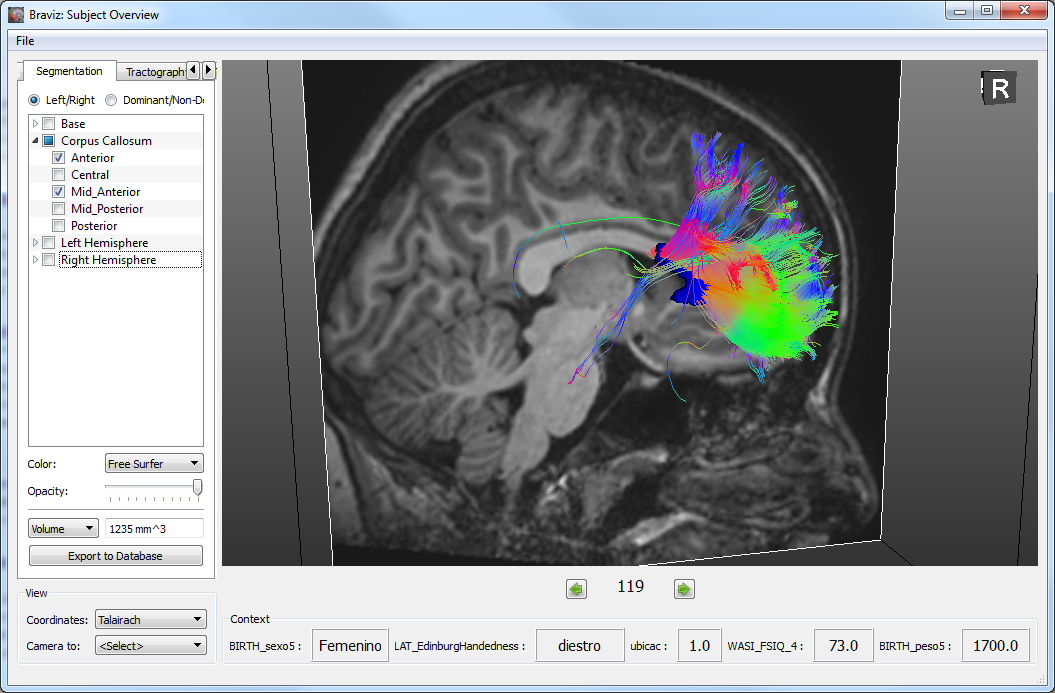 Braviz: Subject Overview
File
Segmentation
Tractograph
Left/Right
Dominant/Non-D
Base
Corpus Callosum
Anterior
Central
Mid_Anterior
Mid_Posterior
Posterior
Left Hemisphere
Right Hemisphere
Color:
Free Surfer
Opacity:
Volume
1235 mm^3
Export to Database
R
119
View
Coordinates:
Talairach
Camera to:
<Select>
Context
BIRTH_sexo5 :
Femenino
LAT_EdinburgHandedness :
diestro
ubicac :
1.0
WASI_FSIQ_4 :
73.0
BIRTH_peso5 :
1700.0